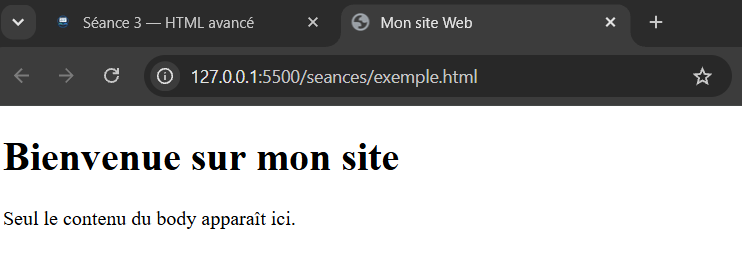 Séance 3 — HTML avancé
Mon site Web
127.0.0.1:5500/seances/exemple.html
Bienvenue sur mon site
Seul le contenu du body apparaît ici.